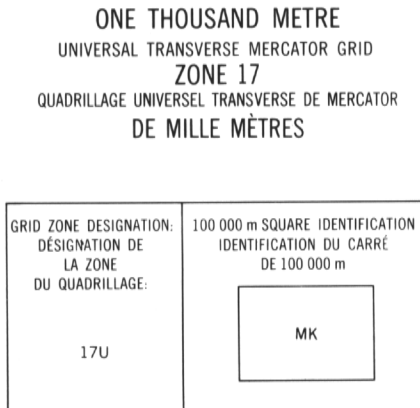 ONE THOUSAND METRE
UNIVERSAL TRANSVERSE MERCATOR GRID
ZONE 17
QUADRILLAGE UNIVERSEL TRANSVERSE DE MERCATOR
DE MILLE MÈTRES
GRID ZONE DESIGNATION:
DÉSIGNATION DE
LA ZONE
DU QUADRILLAGE:
17U
100 000 m SQUARE IDENTIFICATION
IDENTIFICATION DU CARRÉ
DE 100 000 m
MK